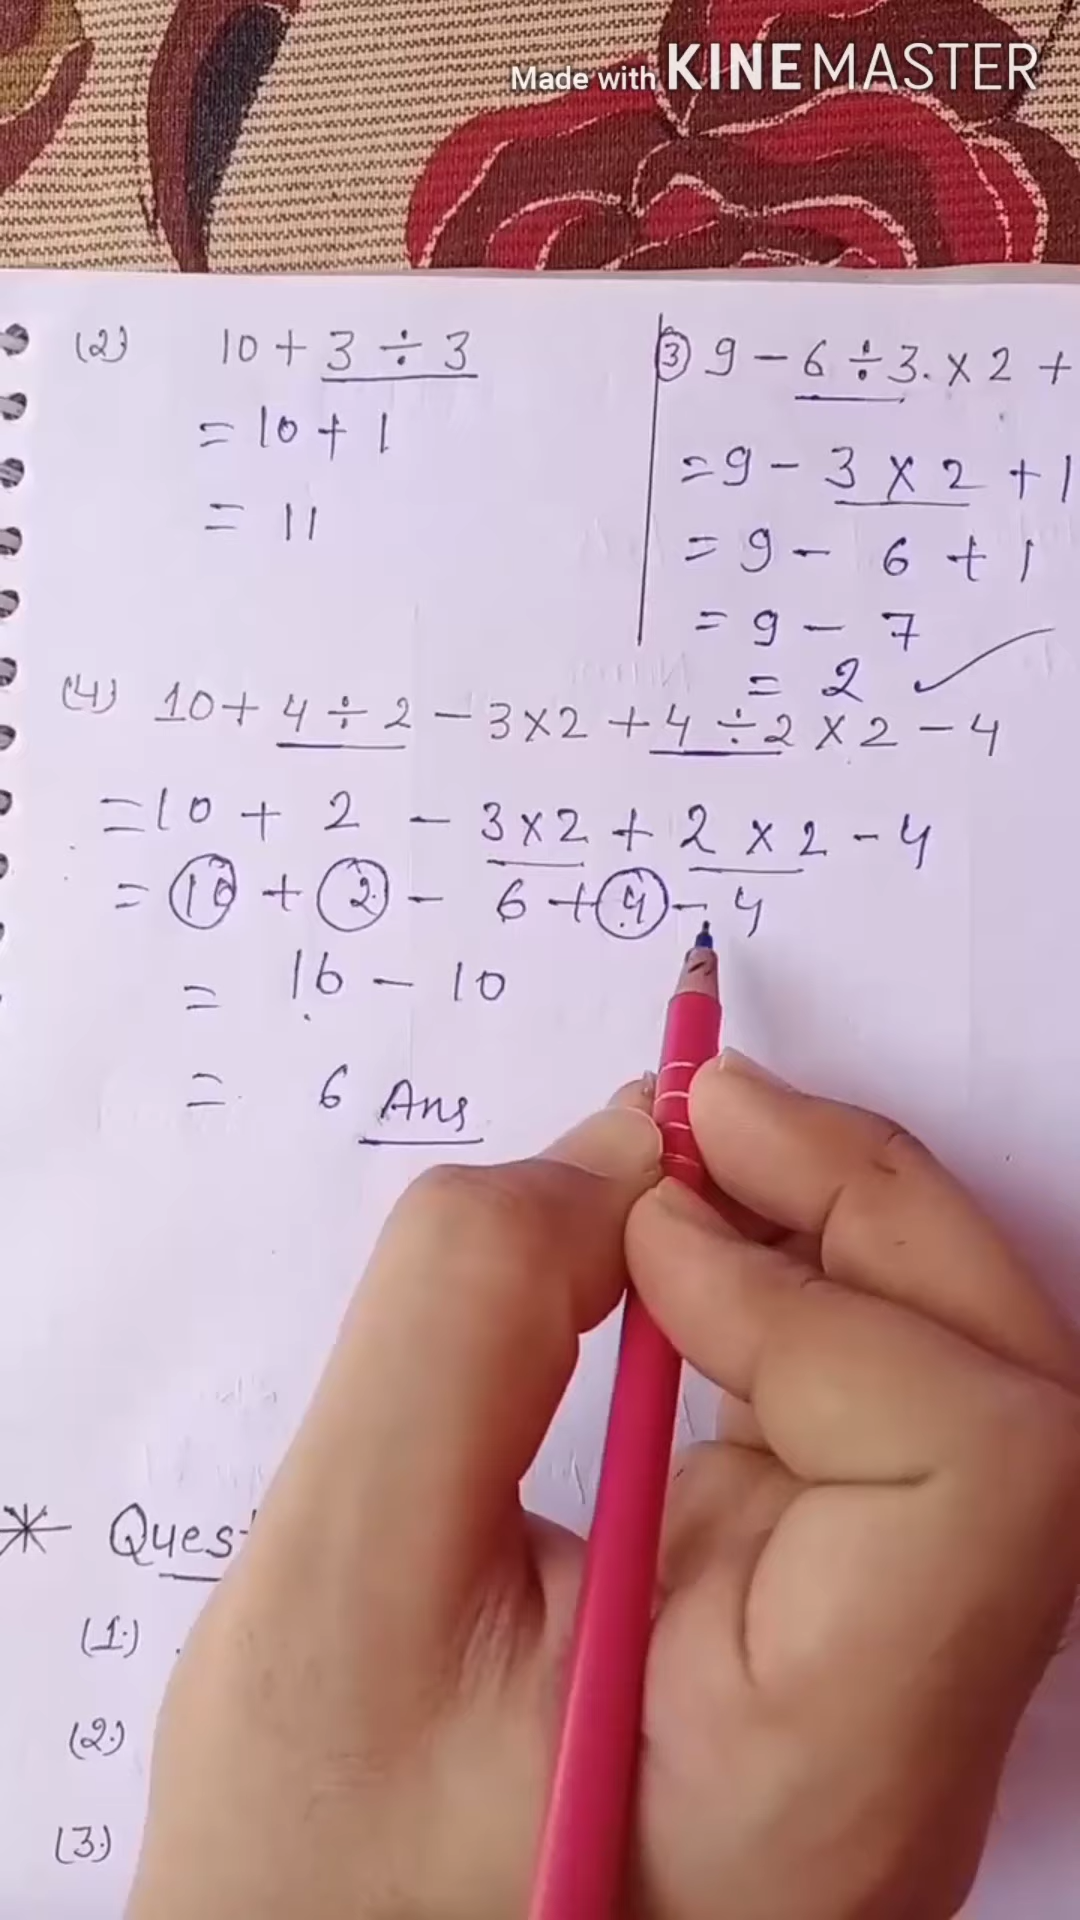 Made with KINEMASTER
(2) 10 + 3 ÷ 3
= 10 + 1
= 11
③ 9 - 6 ÷ 3 . × 2 +
= 9 - 3 × 2 + 1
= 9 - 6 + 1
= 9 - 7
= 2
(4) 10 + 4 ÷ 2 - 3 × 2 + 4 ÷ 2 × 2 - 4
= 10 + 2 - 3 × 2 + 2 × 2 - 4
= 10 + 2 - 6 + 4 - 4
= 16 - 10
= 6 Ans
* Quest
(1.)
(2.)
(3.)